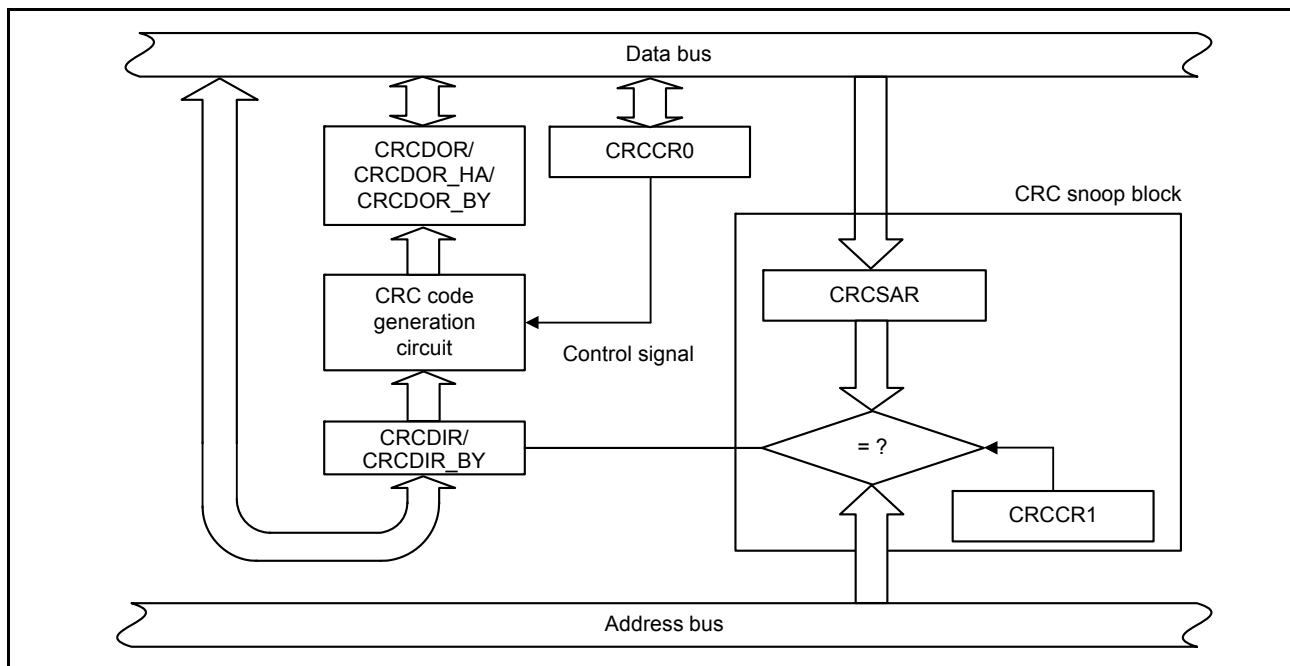 Data bus
CRCDOR/
CRCDOR_HA/
CRCDOR_BY
CRCCR0
CRC snoop block
CRCSAR
CRC code
generation
circuit
Control signal
CRCDIR/
CRCDIR_BY
= ?
CRCCR1
Address bus